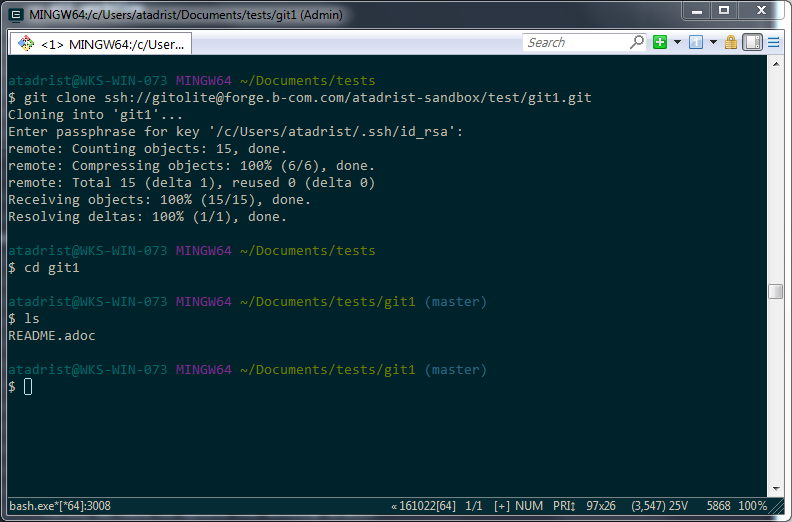 MINGW64:/c/Users/atadrist/Documents/tests/git1 (Admin)
<1> MINGW64:/c/User...
Search
atadrist@WKS-WIN-073 MINGW64 ~/Documents/tests
$ git clone ssh://gitolite@forge.b-com.com/atadrist-sandbox/test/git1.git
Cloning into 'git1'...
Enter passphrase for key '/c/Users/atadrist/.ssh/id_rsa':
remote: Counting objects: 15, done.
remote: Compressing objects: 100% (6/6), done.
remote: Total 15 (delta 1), reused 0 (delta 0)
Receiving objects: 100% (15/15), done.
Resolving deltas: 100% (1/1), done.
atadrist@WKS-WIN-073 MINGW64 ~/Documents/tests
$ cd git1
atadrist@WKS-WIN-073 MINGW64 ~/Documents/tests/git1 (master)
$ ls
README.adoc
atadrist@WKS-WIN-073 MINGW64 ~/Documents/tests/git1 (master)
$
bash.exe*[*64]:3008 « 161022[64] 1/1 [+] NUM PRI↕ 97x26 (3,547) 25V 5868 100%